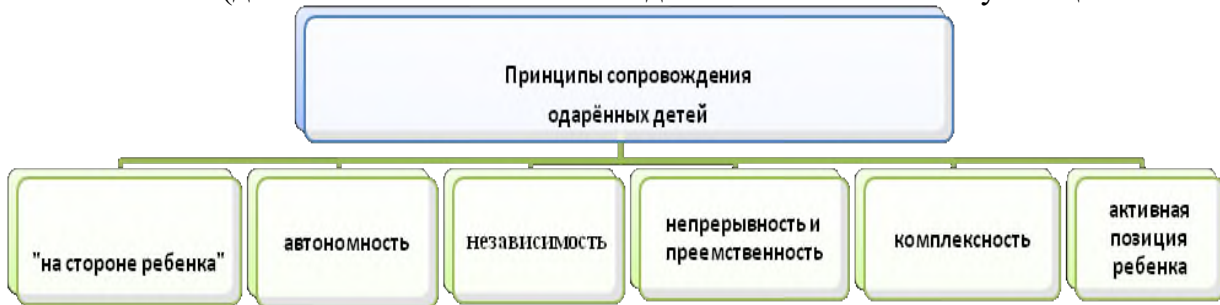 Принципы сопровождения
одарённых детей
"на стороне ребенка"
автономность
независимость
непрерывность и
преемственность
комплексность
активная
позиция
ребенка